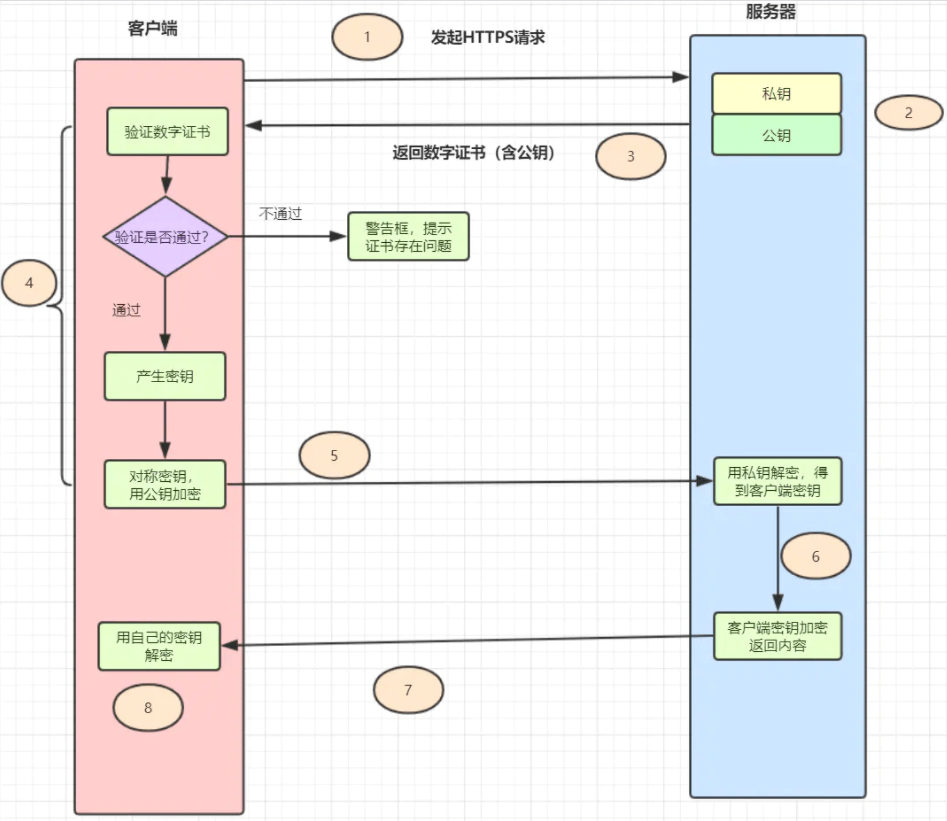 客户端
服务器
1
发起HTTPS请求
私钥
2
公钥
验证数字证书
返回数字证书（含公钥）
3
不通过
验证是否通过？
警告框，提示
证书存在问题
4
通过
产生密钥
5
对称密钥，
用公钥加密
用私钥解密，得
到客户端密钥
6
用自己的密钥
解密
客户端密钥加密
返回内容
7
8